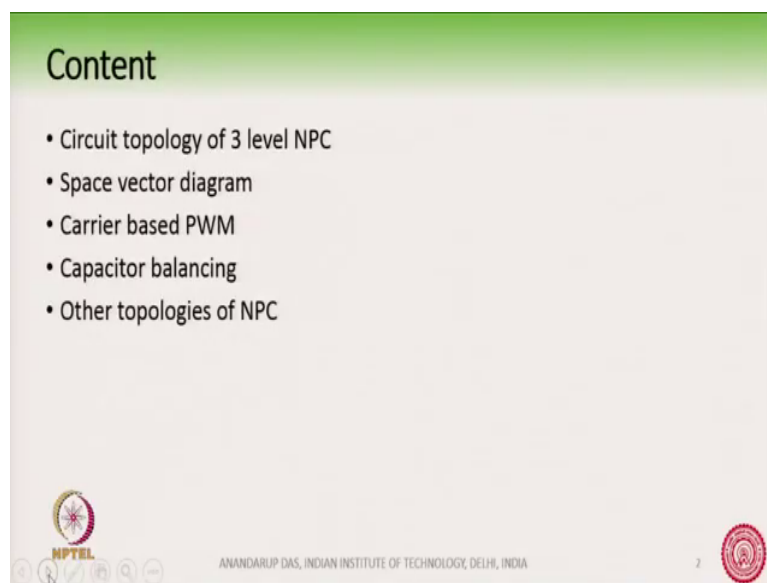 Content
• Circuit topology of 3 level NPC
• Space vector diagram
• Carrier based PWM
• Capacitor balancing
• Other topologies of NPC
NPTEL
ANANDARUP DAS, INDIAN INSTITUTE OF TECHNOLOGY, DELHI, INDIA
2